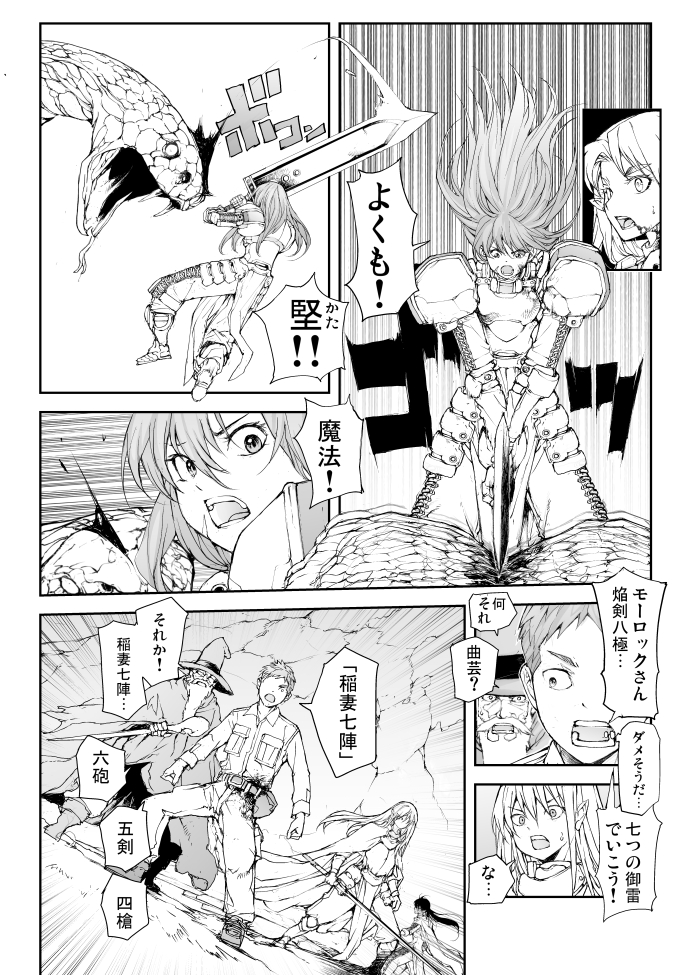 よくも!
ゴッ
ボコン
堅!!
かた
魔法!
モーロックさん
焔剣八極…
何
それ
曲芸?
ダメそうだ…
七つの御雷
でいこう!
な…
「稲妻七陣」
それか!
稲妻七陣…
六砲
五剣
四槍